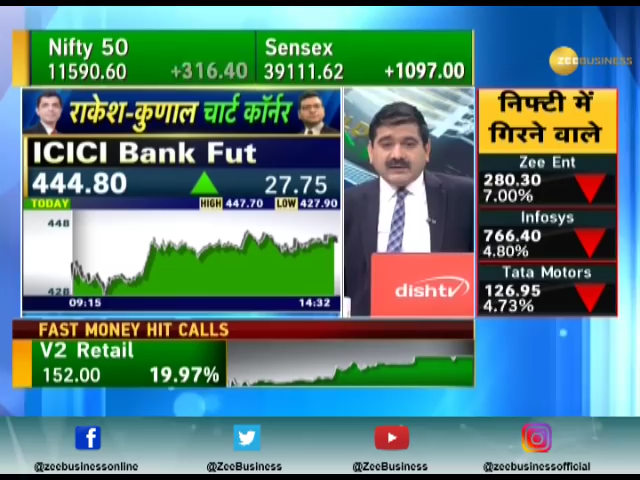 Nifty 50
11590.60 +316.40
Sensex
39111.62 +1097.00
ZEEBUSINESS
राकेश-कुणाल चार्ट कॉर्नर
ICICI Bank Fut
444.80 27.75
TODAY HIGH 447.70 LOW 427.90
448
428
09:15 14:32
dishtv
निफ्टी में
गिरने वाले
Zee Ent
280.30
7.00%
Infosys
766.40
4.80%
Tata Motors
126.95
4.73%
FAST MONEY HIT CALLS
V2 Retail
152.00 19.97%
@zeebusinessonline @ZeeBusiness @ZeeBusiness @zeebusinessofficial